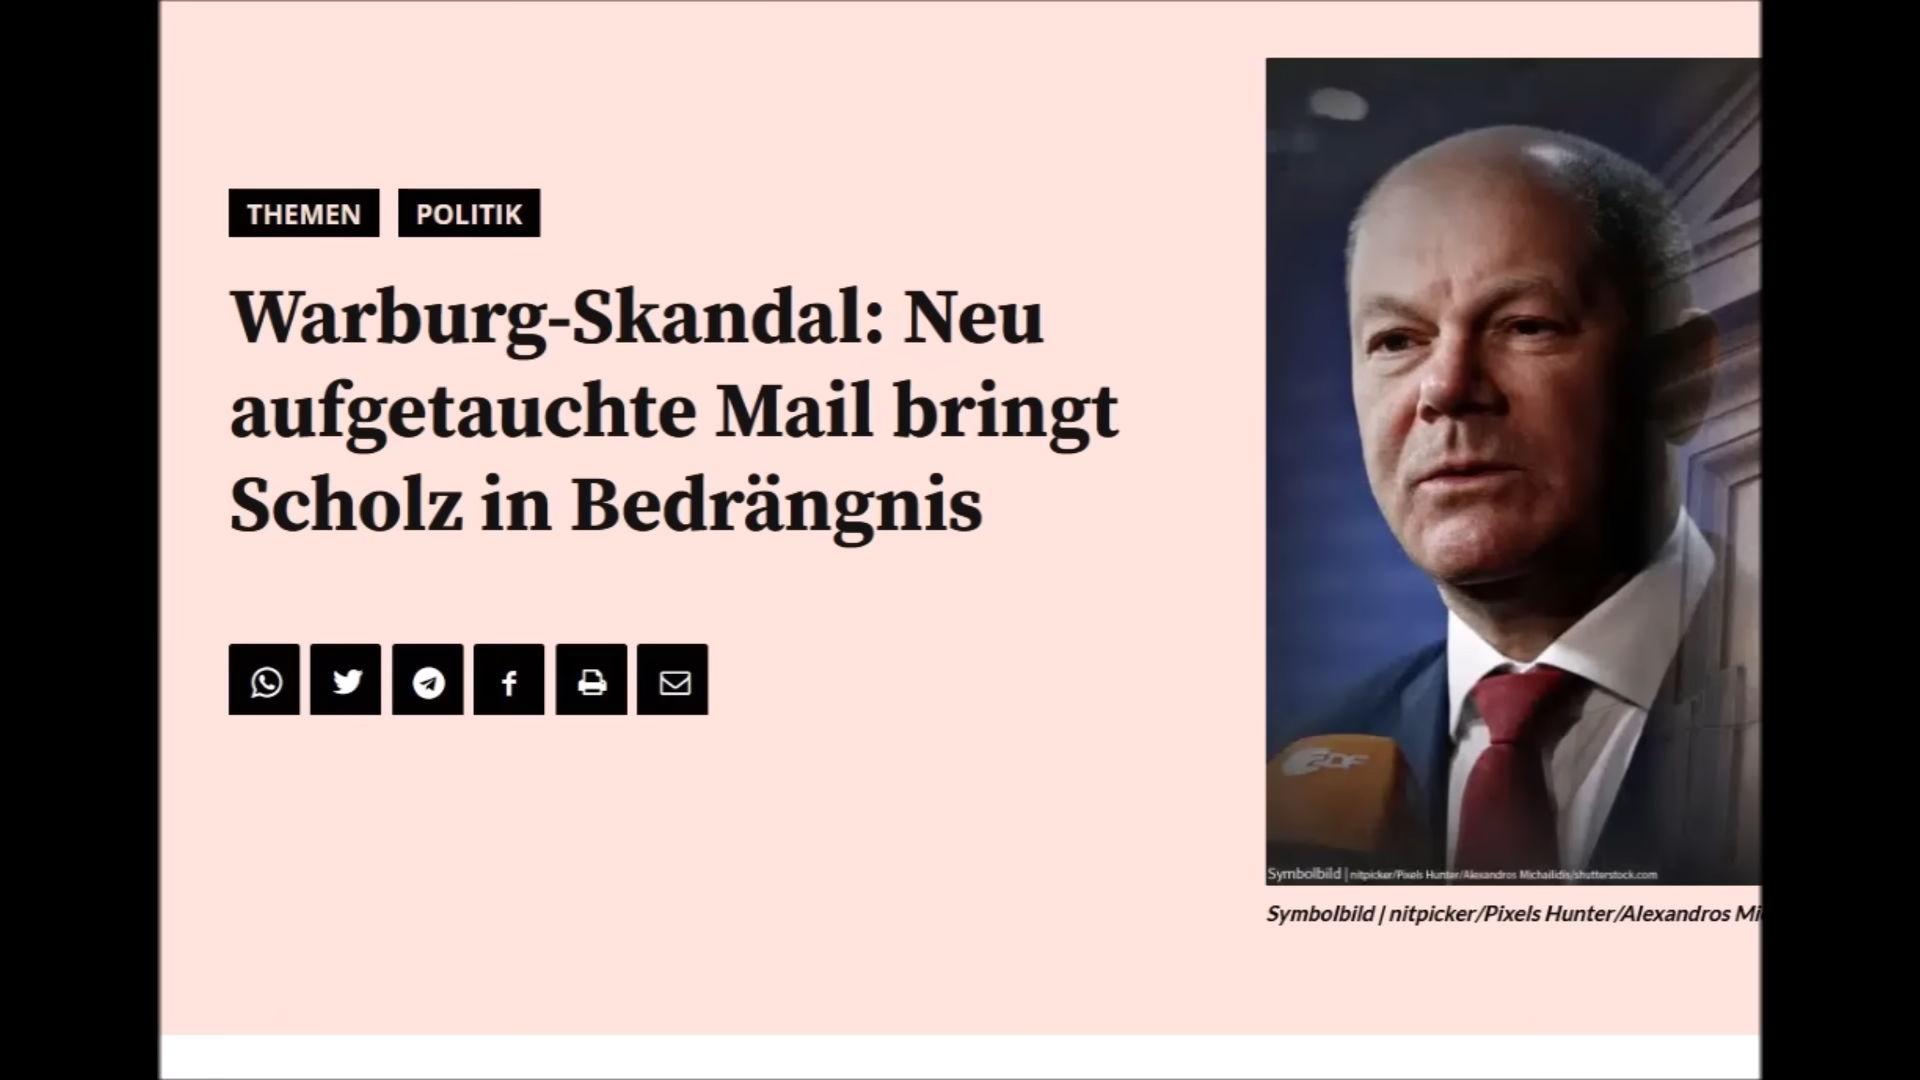 THEMEN POLITIK
Warburg-Skandal: Neu
aufgetauchte Mail bringt
Scholz in Bedrängnis
ZDF
Symbolbild | nitpicker/Pixels Hunter/Alexandros Michailidis/shutterstock.com
Symbolbild | nitpicker/Pixels Hunter/Alexandros Mi